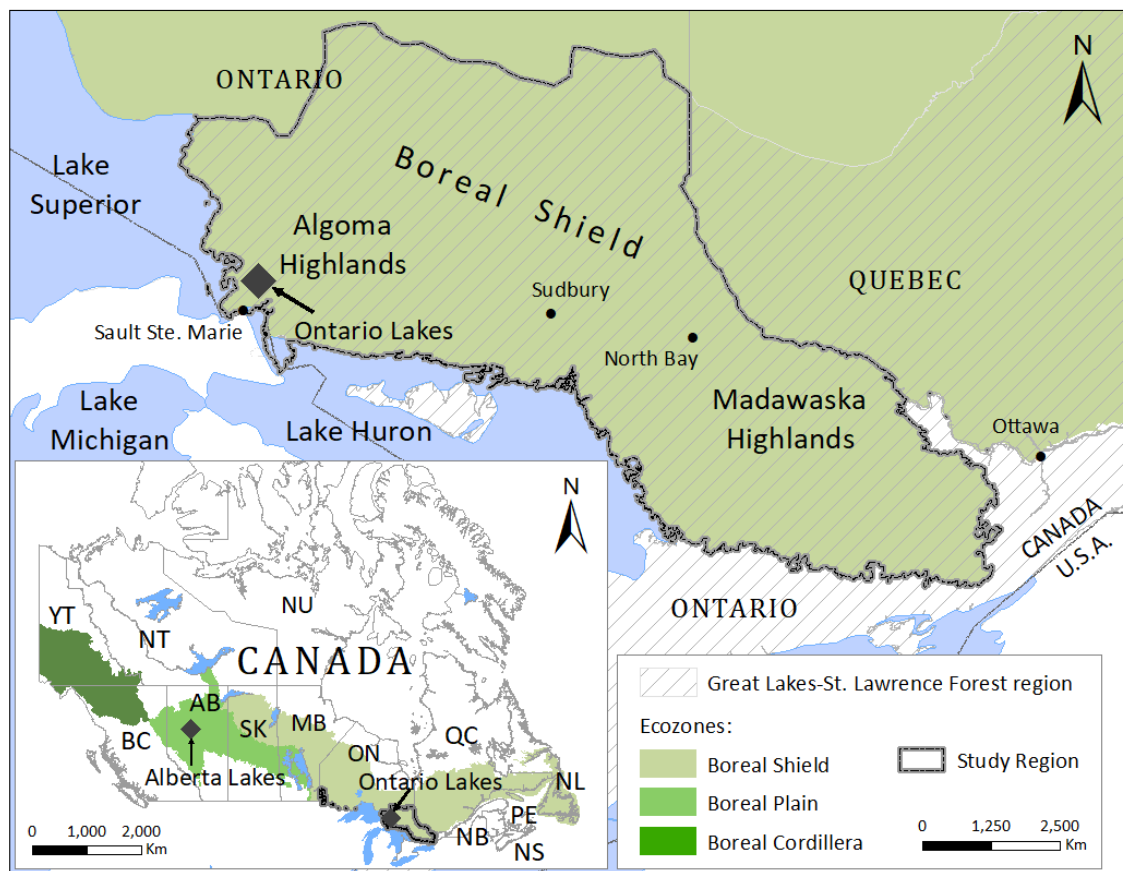 N
ONTARIO
Lake
Superior
Boreal Shield
Algoma
Highlands
QUEBEC
Sudbury
Sault Ste. Marie
Ontario Lakes
North Bay
Lake
Michigan
Lake Huron
Madawaska
Highlands
Ottawa
CANADA
U.S.A.
ONTARIO
N
YT
NT
NU
CANADA
AB
BC
SK
MB
ON
QC
NL
Alberta Lakes
Ontario Lakes
PE
NB
NS
0 1,000 2,000
Km
Great Lakes-St. Lawrence Forest region
Ecozones:
Boreal Shield
Boreal Plain
Boreal Cordillera
Study Region
0 1,250 2,500
Km